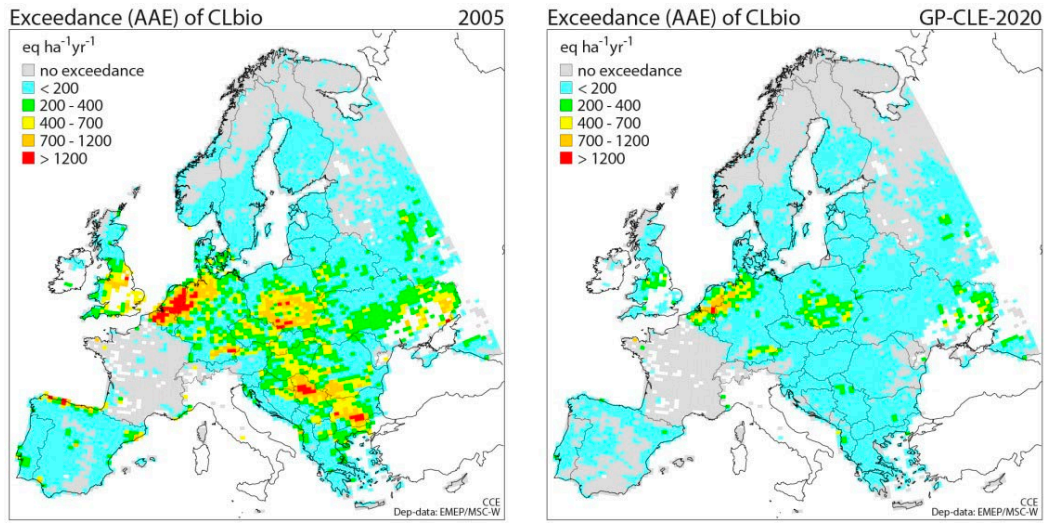 Exceedance (AAE) of CLbio 2005
eq ha⁻¹yr⁻¹
no exceedance
< 200
200 - 400
400 - 700
700 - 1200
> 1200
CCE
Dep-data: EMEP/MSC-W
Exceedance (AAE) of CLbio GP-CLE-2020
eq ha⁻¹yr⁻¹
no exceedance
< 200
200 - 400
400 - 700
700 - 1200
> 1200
CCE
Dep-data: EMEP/MSC-W